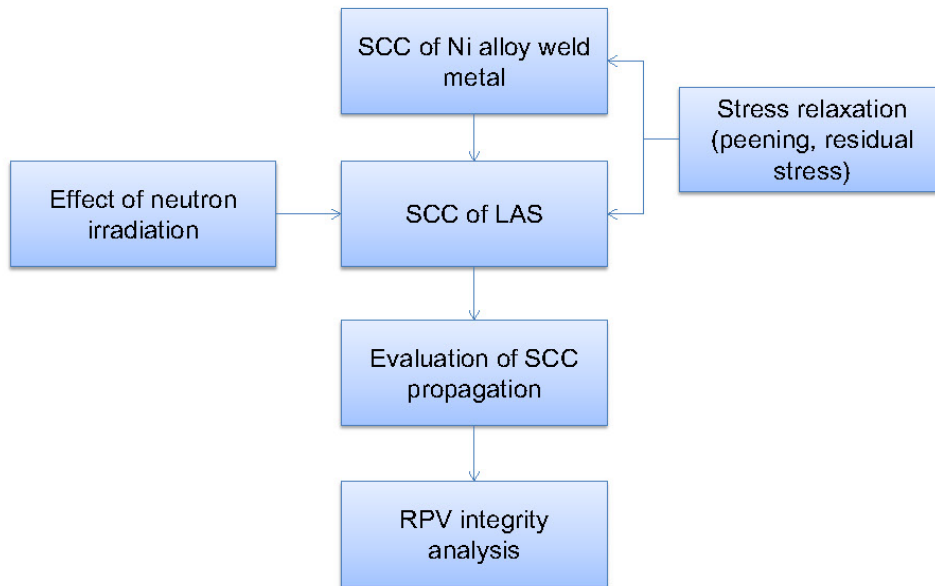 SCC of Ni alloy weld
metal
Stress relaxation
(peening, residual
stress)
Effect of neutron
irradiation
SCC of LAS
Evaluation of SCC
propagation
RPV integrity
analysis